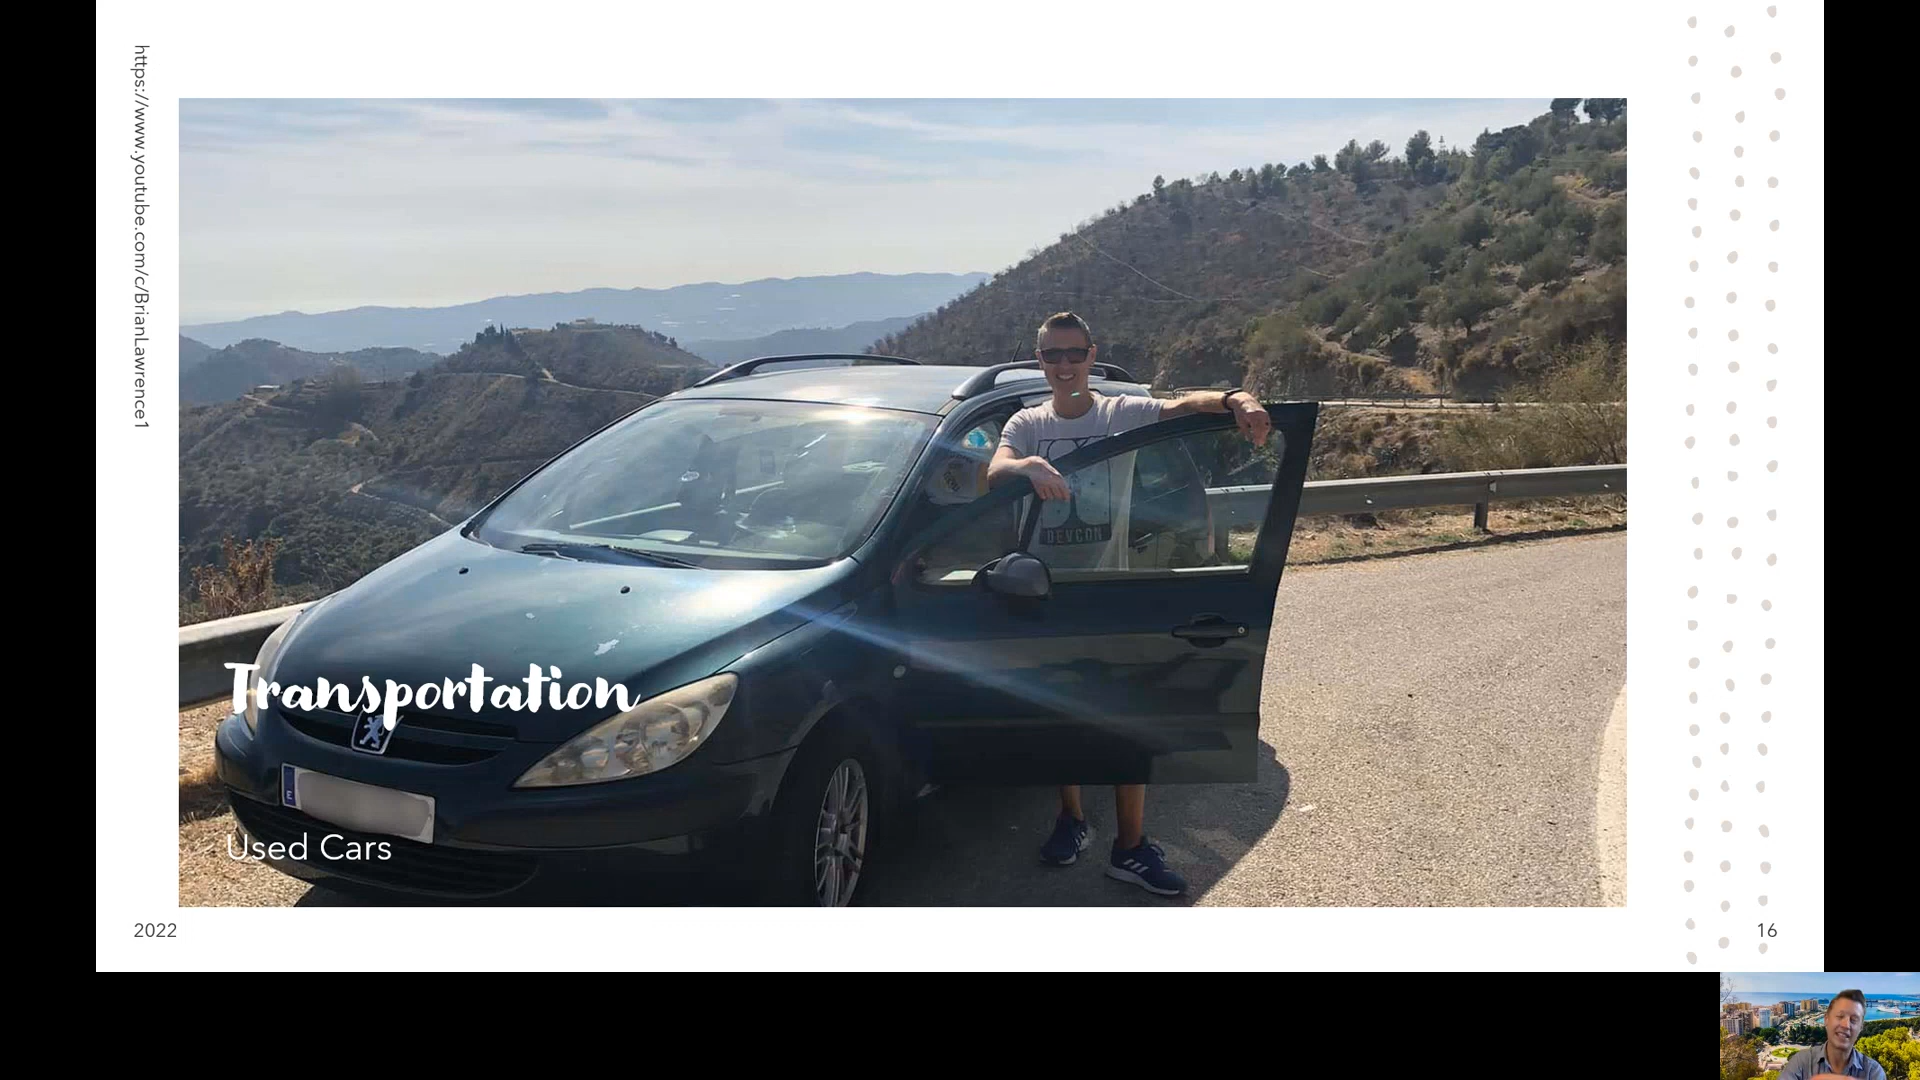 https://www.youtube.com/c/BrianLawrence1
DEVCON
Transportation
E
Used Cars
2022
16